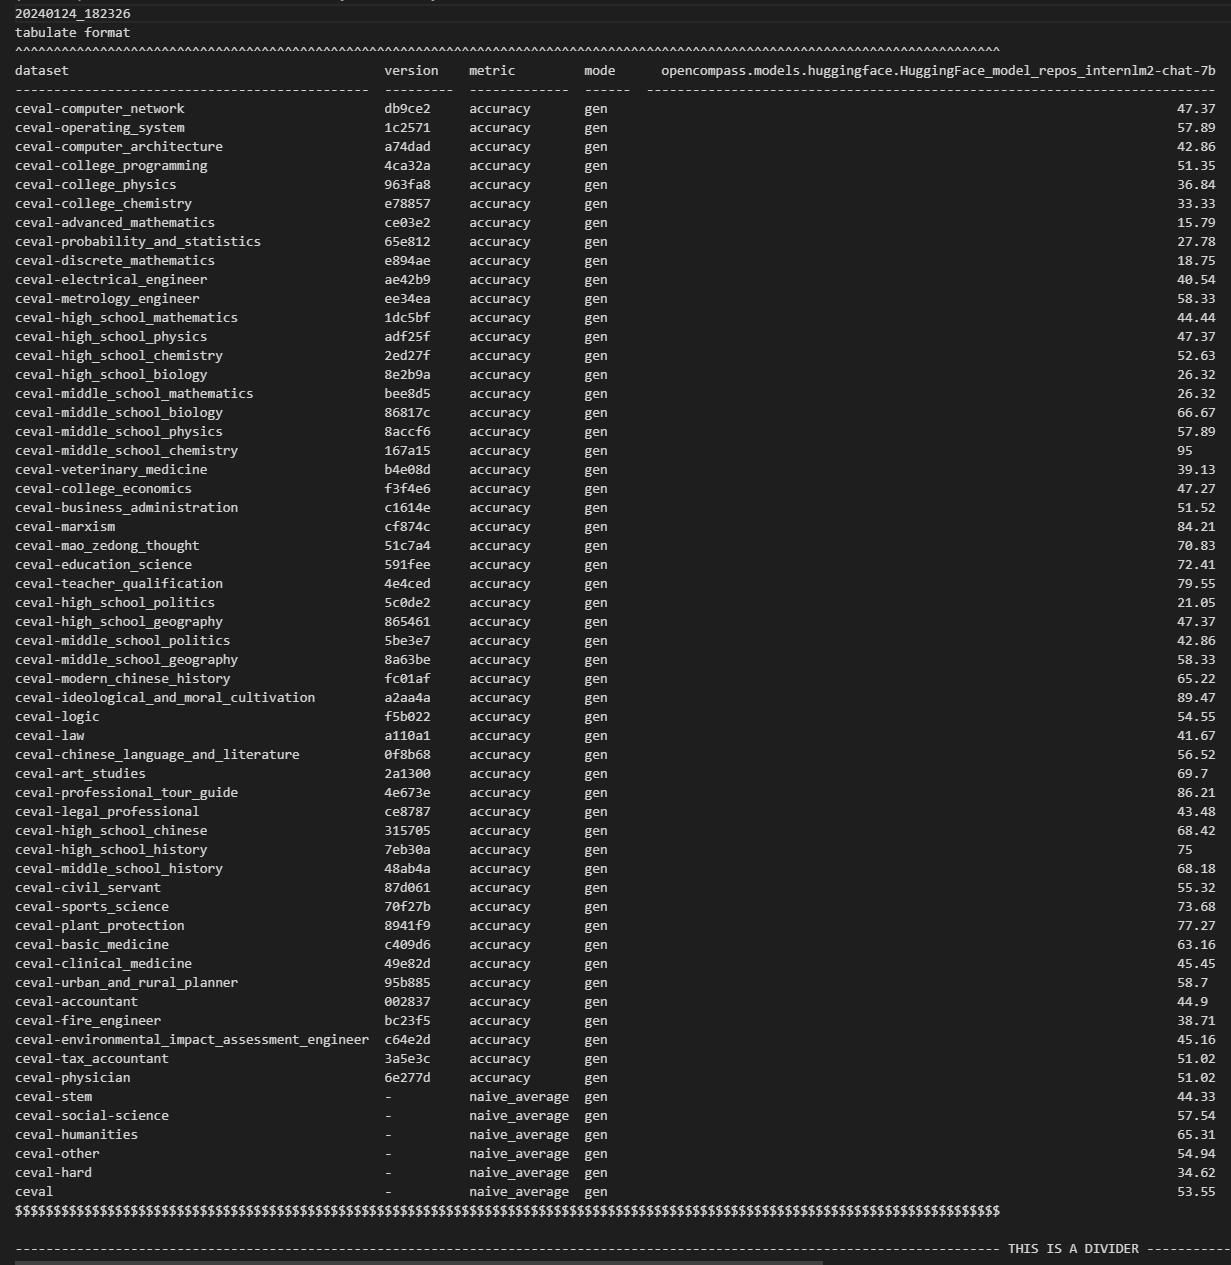 20240124_182326
tabulate format
^^^^^^^^^^^^^^^^^^^^^^^^^^^^^^^^^^^^^^^^^^^^^^^^^^^^^^^^^^^^^^^^^^^^^^^^^^^^^^^^^^^^^^^^^^^^^^^^^^^^^^^^^^^^^^^^^^^^^^^^^^^^^^^^
dataset version metric mode opencompass.models.huggingface.HuggingFace_model_repos_internlm2-chat-7b
---------------------------------------------- --------- ------------- ------ --------------------------------------------------------------------------
ceval-computer_network db9ce2 accuracy gen 47.37
ceval-operating_system 1c2571 accuracy gen 57.89
ceval-computer_architecture a74dad accuracy gen 42.86
ceval-college_programming 4ca32a accuracy gen 51.35
ceval-college_physics 963fa8 accuracy gen 36.84
ceval-college_chemistry e78857 accuracy gen 33.33
ceval-advanced_mathematics ce03e2 accuracy gen 15.79
ceval-probability_and_statistics 65e812 accuracy gen 27.78
ceval-discrete_mathematics e894ae accuracy gen 18.75
ceval-electrical_engineer ae42b9 accuracy gen 40.54
ceval-metrology_engineer ee34ea accuracy gen 58.33
ceval-high_school_mathematics 1dc5bf accuracy gen 44.44
ceval-high_school_physics adf25f accuracy gen 47.37
ceval-high_school_chemistry 2ed27f accuracy gen 52.63
ceval-high_school_biology 8e2b9a accuracy gen 26.32
ceval-middle_school_mathematics bee8d5 accuracy gen 26.32
ceval-middle_school_biology 86817c accuracy gen 66.67
ceval-middle_school_physics 8accf6 accuracy gen 57.89
ceval-middle_school_chemistry 167a15 accuracy gen 95
ceval-veterinary_medicine b4e08d accuracy gen 39.13
ceval-college_economics f3f4e6 accuracy gen 47.27
ceval-business_administration c1614e accuracy gen 51.52
ceval-marxism cf874c accuracy gen 84.21
ceval-mao_zedong_thought 51c7a4 accuracy gen 70.83
ceval-education_science 591fee accuracy gen 72.41
ceval-teacher_qualification 4e4ced accuracy gen 79.55
ceval-high_school_politics 5c0de2 accuracy gen 21.05
ceval-high_school_geography 865461 accuracy gen 47.37
ceval-middle_school_politics 5be3e7 accuracy gen 42.86
ceval-middle_school_geography 8a63be accuracy gen 58.33
ceval-modern_chinese_history fc01af accuracy gen 65.22
ceval-ideological_and_moral_cultivation a2aa4a accuracy gen 89.47
ceval-logic f5b022 accuracy gen 54.55
ceval-law a110a1 accuracy gen 41.67
ceval-chinese_language_and_literature 0f8b68 accuracy gen 56.52
ceval-art_studies 2a1300 accuracy gen 69.7
ceval-professional_tour_guide 4e673e accuracy gen 86.21
ceval-legal_professional ce8787 accuracy gen 43.48
ceval-high_school_chinese 315705 accuracy gen 68.42
ceval-high_school_history 7eb30a accuracy gen 75
ceval-middle_school_history 48ab4a accuracy gen 68.18
ceval-civil_servant 87d061 accuracy gen 55.32
ceval-sports_science 70f27b accuracy gen 73.68
ceval-plant_protection 8941f9 accuracy gen 77.27
ceval-basic_medicine c409d6 accuracy gen 63.16
ceval-clinical_medicine 49e82d accuracy gen 45.45
ceval-urban_and_rural_planner 95b885 accuracy gen 58.7
ceval-accountant 002837 accuracy gen 44.9
ceval-fire_engineer bc23f5 accuracy gen 38.71
ceval-environmental_impact_assessment_engineer c64e2d accuracy gen 45.16
ceval-tax_accountant 3a5e3c accuracy gen 51.02
ceval-physician 6e277d accuracy gen 51.02
ceval-stem - naive_average gen 44.33
ceval-social-science - naive_average gen 57.54
ceval-humanities - naive_average gen 65.31
ceval-other - naive_average gen 54.94
ceval-hard - naive_average gen 34.62
ceval - naive_average gen 53.55
$$$$$$$$$$$$$$$$$$$$$$$$$$$$$$$$$$$$$$$$$$$$$$$$$$$$$$$$$$$$$$$$$$$$$$$$$$$$$$$$$$$$$$$$$$$$$$$$$$$$$$$$$$$$$$$$$$$$$$$$$$$$$$$$
-------------------------------------------------------------------------------------------------------------------------------- THIS IS A DIVIDER -----------